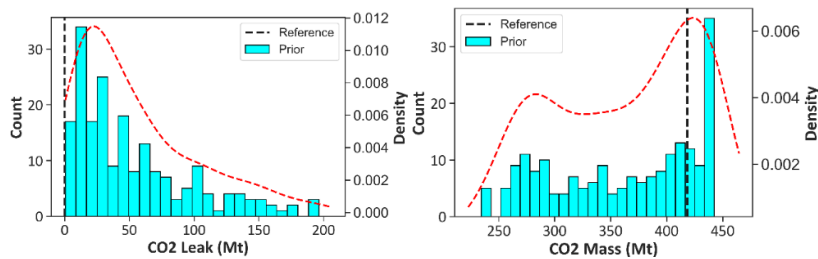 Reference
Prior
Count
30
20
10
0
0.012
0.010
0.008
0.006
0.004
0.002
0.000
Density
0
50
100
150
200
CO2 Leak (Mt)
Reference
Prior
Count
30
20
10
0
0.006
0.004
0.002
Density
250
300
350
400
450
CO2 Mass (Mt)